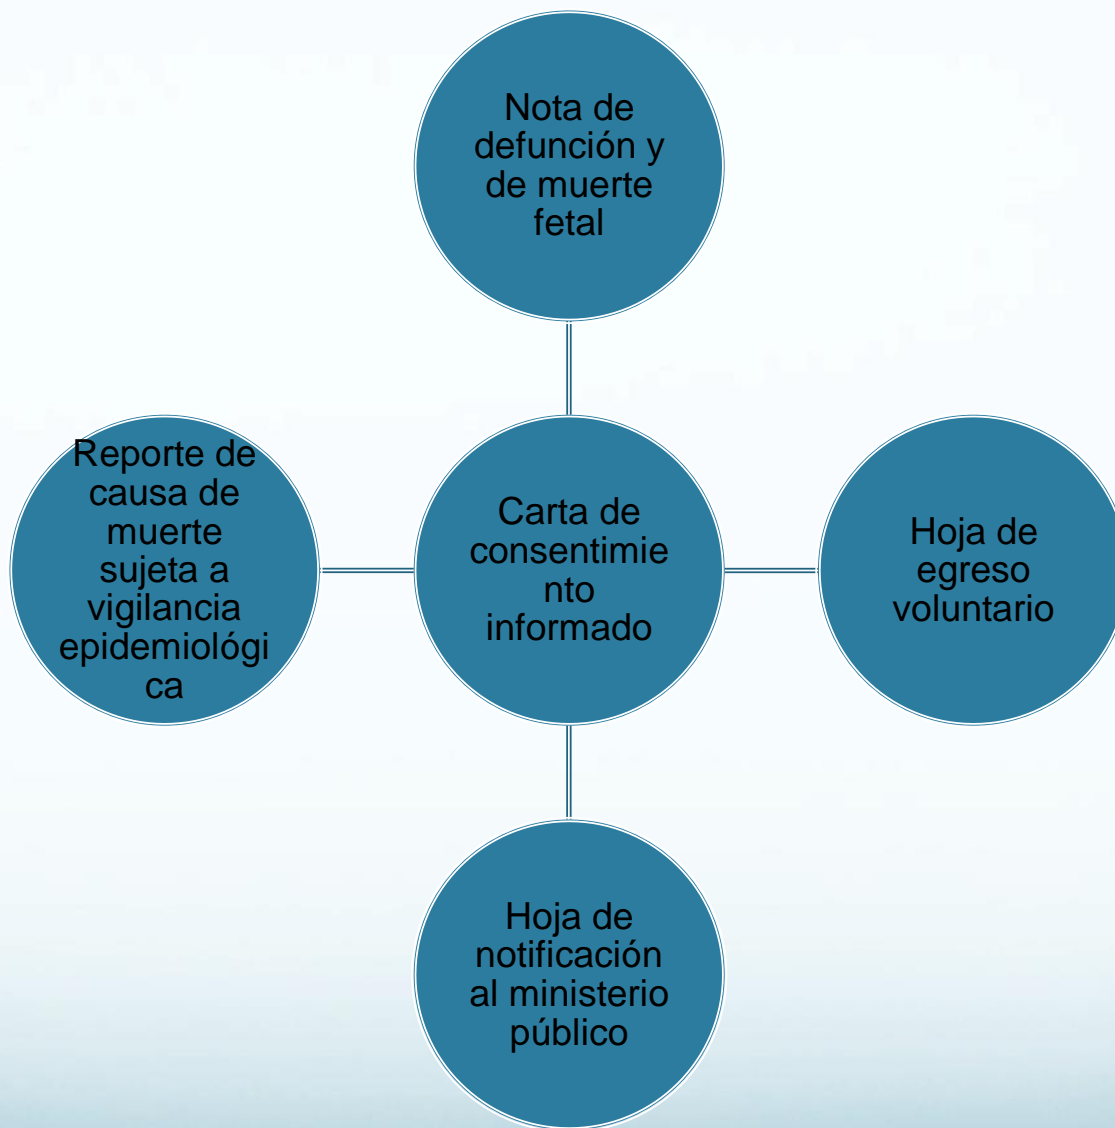 Nota de
defunción y
de muerte
fetal
Reporte de
causa de
muerte
sujeta a
vigilancia
epidemiológi
ca
Carta de
consentimie
nto
informado
Hoja de
egreso
voluntario
Hoja de
notificación
al ministerio
público